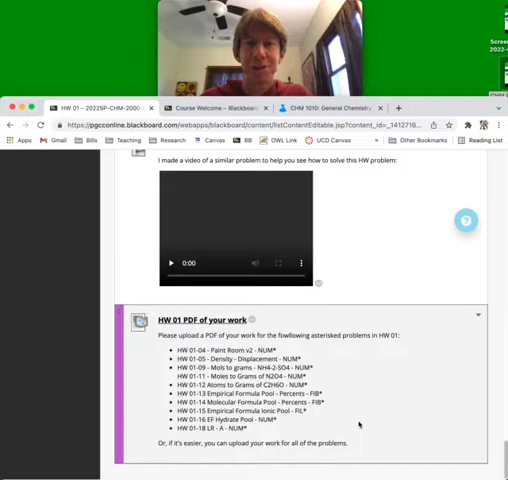 Screen
2022-4
HW 01 – 2022SP-CHM-2000
Course Welcome – Blackboard
CHM 1010: General Chemistry
https://pgcconline.blackboard.com/webapps/blackboard/content/listContentEditable.jsp?content_id=_1412716
Apps
Gmail
Bills
Teaching
Research
Canvas
BB
OWL Link
UCD Canvas
Other Bookmarks
Reading List
I made a video of a similar problem to help you see how to solve this HW problem:
0:00
?
HW 01 PDF of your work
Please upload a PDF of your work for the fowllowing asterisked problems in HW 01:
HW 01-04 - Paint Room v2 - NUM*
HW 01-05 - Density - Displacement - NUM*
HW 01-09 - Mols to grams - NH4-2-SO4 - NUM*
HW 01-11 - Moles to Grams of N2O4 - NUM*
HW 01-12 Atoms to Grams of C2H6O - NUM*
HW 01-13 Empirical Formula Pool - Percents - FIB*
HW 01-14 Molecular Formula Pool - Percents - FIB*
HW 01-15 Empirical Formula Ionic Pool - FIL*
HW 01-16 EF Hydrate Pool - NUM*
HW 01-18 LR - A - NUM*
Or, if it's easier, you can upload your work for all of the problems.